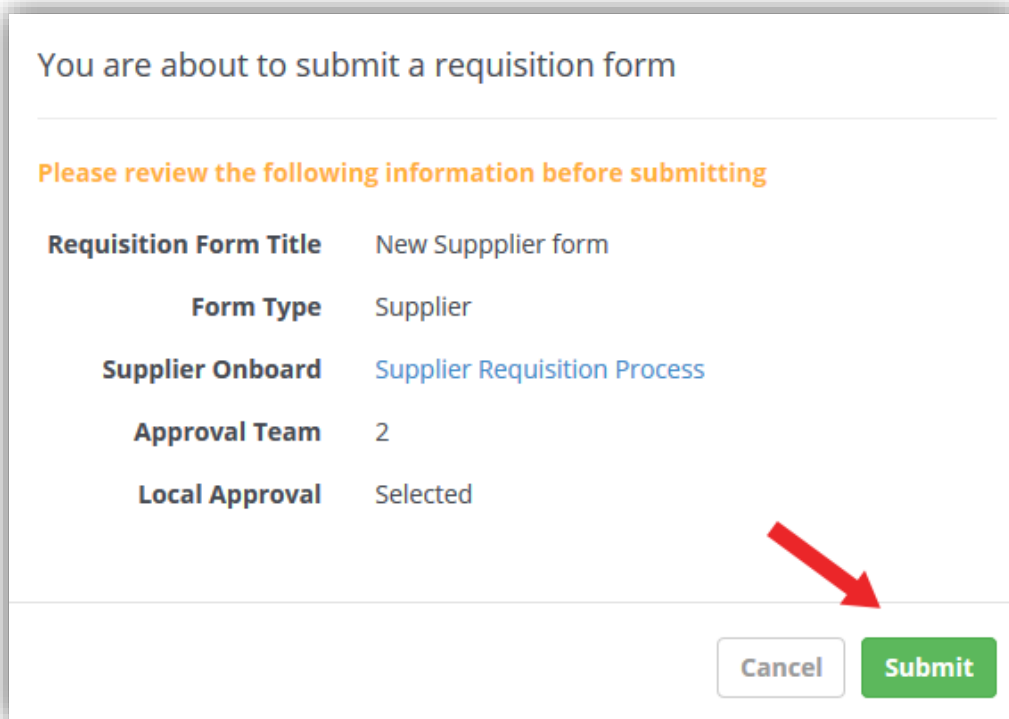 You are about to submit a requisition form
Please review the following information before submitting
Requisition Form Title New Suppplier form
Form Type Supplier
Supplier Onboard Supplier Requisition Process
Approval Team 2
Local Approval Selected
Cancel Submit